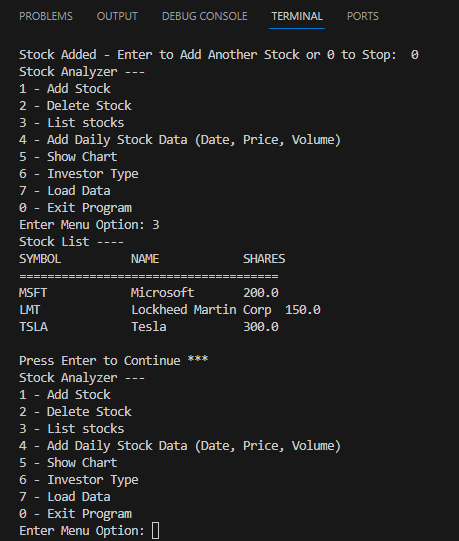 PROBLEMS OUTPUT DEBUG CONSOLE TERMINAL PORTS
Stock Added - Enter to Add Another Stock or 0 to Stop:  0
Stock Analyzer ---
1 - Add Stock
2 - Delete Stock
3 - List stocks
4 - Add Daily Stock Data (Date, Price, Volume)
5 - Show Chart
6 - Investor Type
7 - Load Data
0 - Exit Program
Enter Menu Option: 3
Stock List ----
SYMBOL          NAME            SHARES
=====================================
MSFT            Microsoft       200.0
LMT             Lockheed Martin Corp  150.0
TSLA            Tesla           300.0
Press Enter to Continue ***
Stock Analyzer ---
1 - Add Stock
2 - Delete Stock
3 - List stocks
4 - Add Daily Stock Data (Date, Price, Volume)
5 - Show Chart
6 - Investor Type
7 - Load Data
0 - Exit Program
Enter Menu Option: